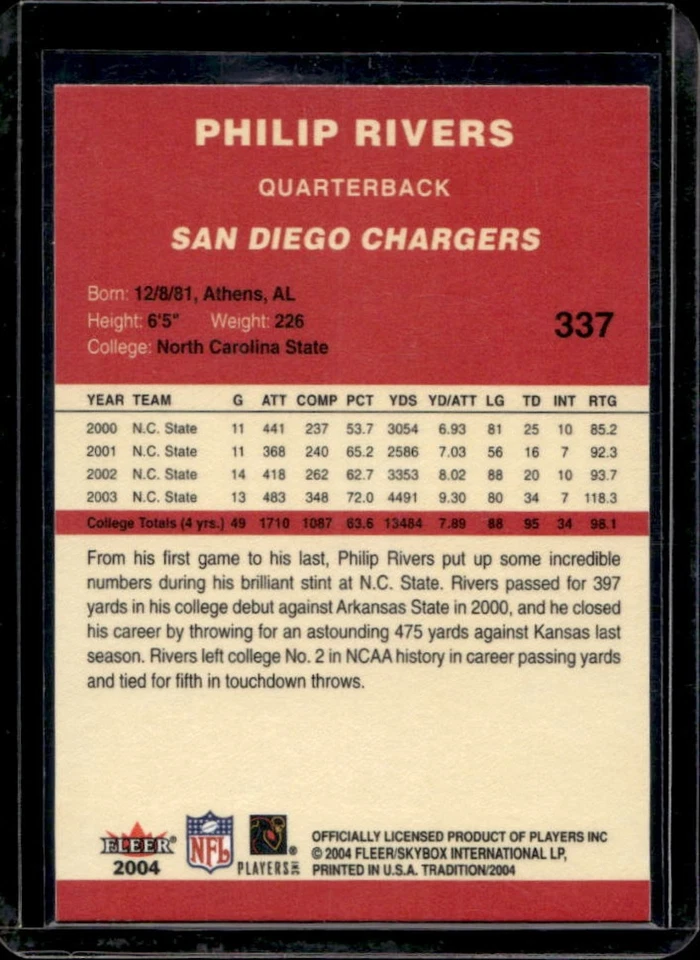 PHILIP RIVERS
QUARTERBACK
SAN DIEGO CHARGERS
Born: 12/8/81, Athens, AL
Height: 6'5" Weight: 226
337
College: North Carolina State
YEAR TEAM G ATT COMP PCT YDS YD/ATT LG TD INT RTG
2000 N.C. State 11 441 237 53.7 3054 6.93 81 25 10 85.2
2001 N.C. State 11 368 240 65.2 2586 7.03 56 16 7 92.3
2002 N.C. State 14 418 262 62.7 3353 8.02 88 20 10 93.7
2003 N.C. State 13 483 348 72.0 4491 9.30 80 34 7 118.3
College Totals (4 yrs.) 49 1710 1087 63.6 13484 7.89 88 95 34 98.1
From his first game to his last, Philip Rivers put up some incredible
numbers during his brilliant stint at N.C. State. Rivers passed for 397
yards in his college debut against Arkansas State in 2000, and he closed
his career by throwing for an astounding 475 yards against Kansas last
season. Rivers left college No. 2 in NCAA history in career passing yards
and tied for fifth in touchdown throws.
FLEER®
2004
NFL
®
PLAYERS INC
OFFICIALLY LICENSED PRODUCT OF PLAYERS INC
© 2004 FLEER/SKYBOX INTERNATIONAL LP,
PRINTED IN U.S.A. TRADITION/2004